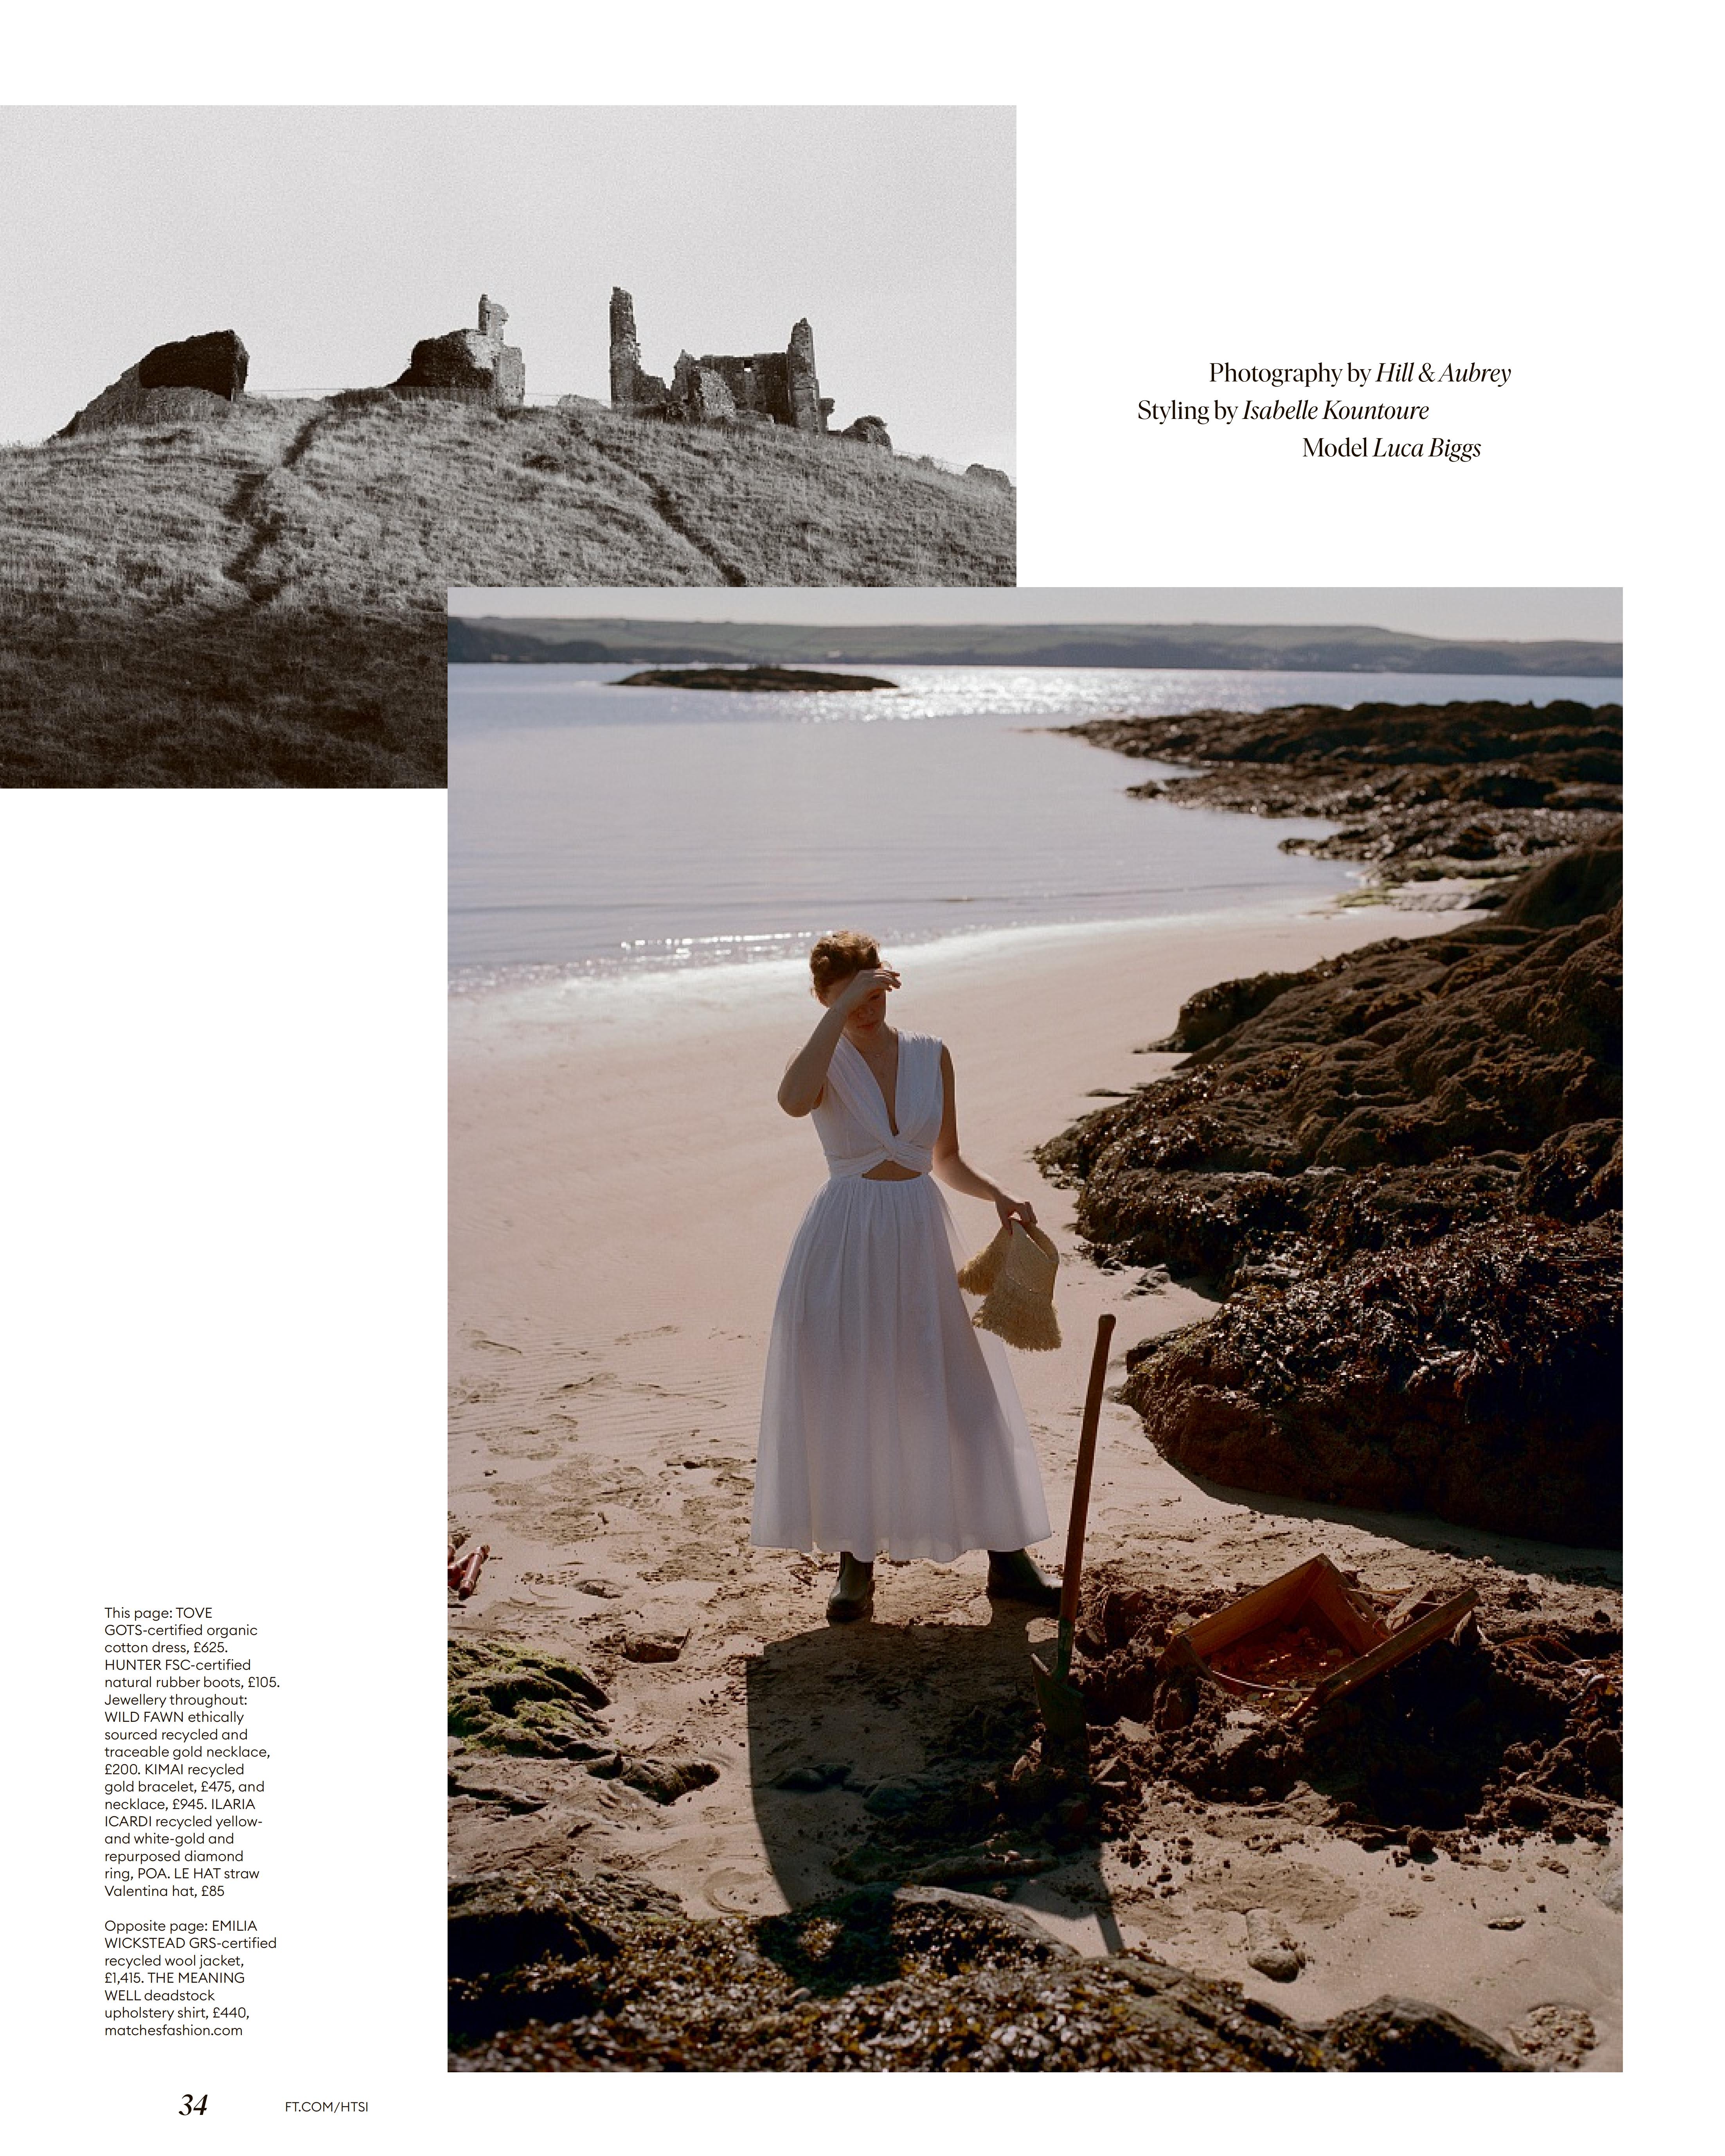 Photography by Hill & Aubrey
Styling by Isabelle Kountoure
Model Luca Biggs
This page: TOVE
GOTS-certified organic
cotton dress, £625.
HUNTER FSC-certified
natural rubber boots, £105.
Jewellery throughout:
WILD FAWN ethically
sourced recycled and
traceable gold necklace,
£200. KIMAI recycled
gold bracelet, £475, and
necklace, £945. ILARIA
ICARDI recycled yellow-
and white-gold and
repurposed diamond
ring, POA. LE HAT straw
Valentina hat, £85
Opposite page: EMILIA
WICKSTEAD GRS-certified
recycled wool jacket,
£1,415. THE MEANING
WELL deadstock
upholstery shirt, £440,
matchesfashion.com
34
FT.COM/HTSI